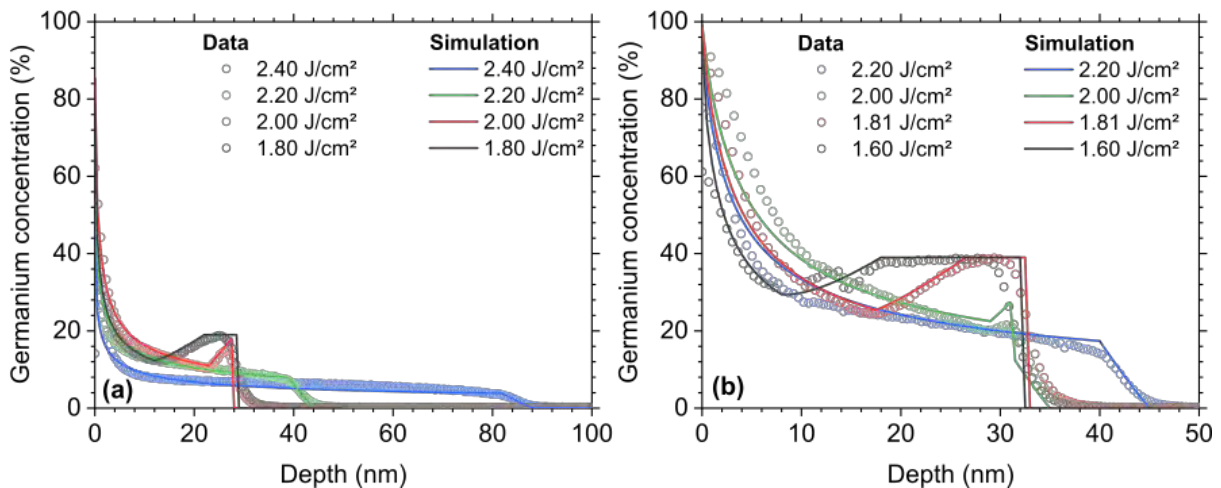 Germanium concentration (%)
100
80
60
40
20
0
Data Simulation
2.40 J/cm² 2.40 J/cm²
2.20 J/cm² 2.20 J/cm²
2.00 J/cm² 2.00 J/cm²
1.80 J/cm² 1.80 J/cm²
(a)
0 20 40 60 80 100
Depth (nm)
Germanium concentration (%)
100
80
60
40
20
0
Data Simulation
2.20 J/cm² 2.20 J/cm²
2.00 J/cm² 2.00 J/cm²
1.81 J/cm² 1.81 J/cm²
1.60 J/cm² 1.60 J/cm²
(b)
0 10 20 30 40 50
Depth (nm)